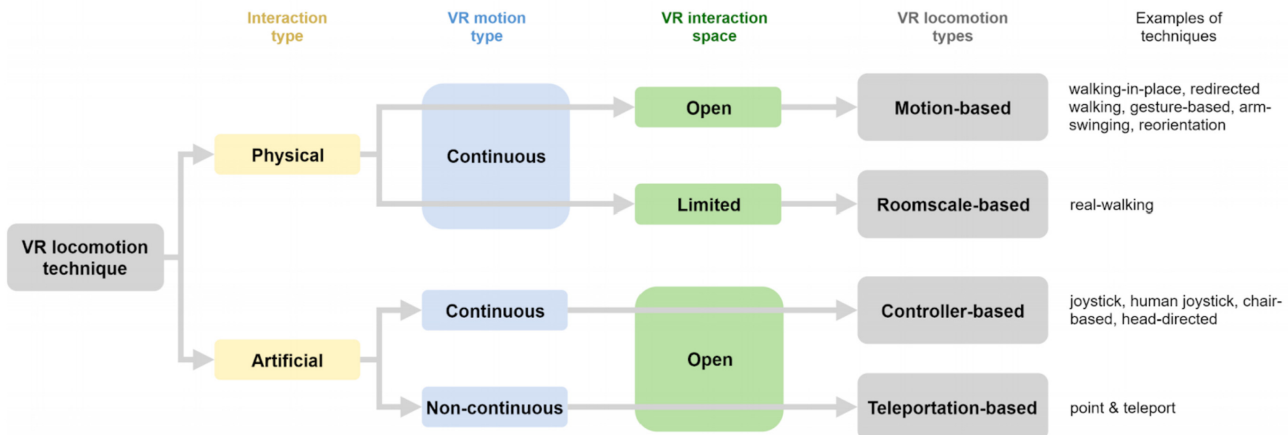 Interaction
type
VR motion
type
VR interaction
space
VR locomotion
types
Examples of
techniques
VR locomotion
technique
Physical
Continuous
Open
Motion-based
walking-in-place, redirected
walking, gesture-based, arm-
swinging, reorientation
Limited
Roomscale-based
real-walking
Artificial
Continuous
Open
Controller-based
joystick, human joystick, chair-
based, head-directed
Non-continuous
Teleportation-based
point & teleport